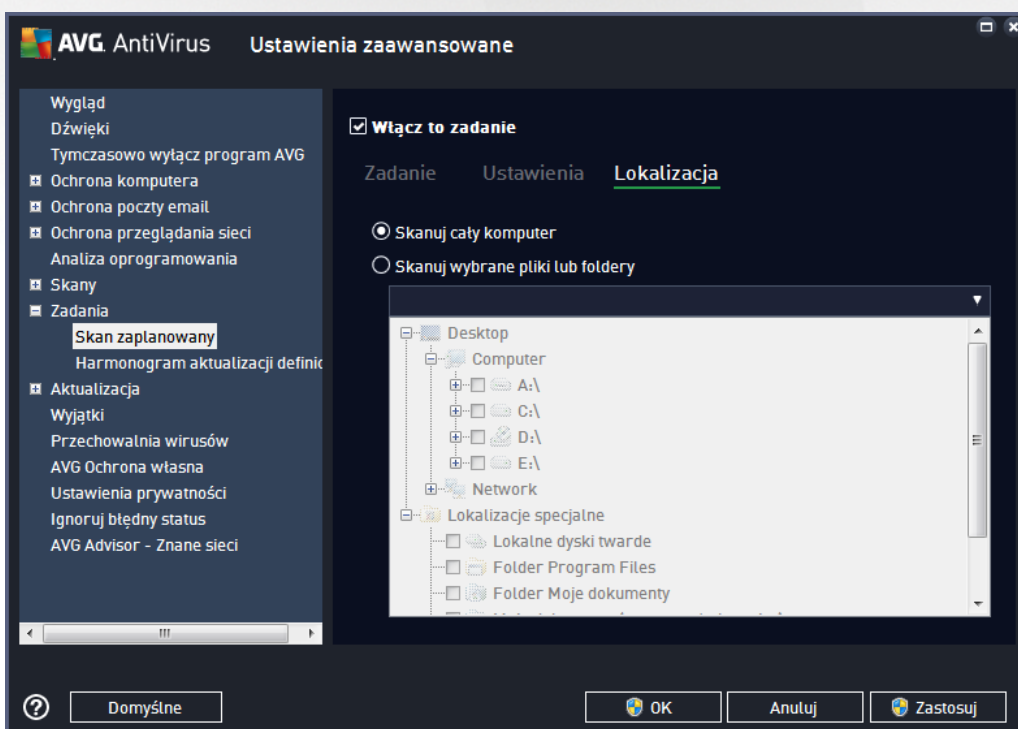 AVG. AntiVirus Ustawienia zaawansowane
Wygląd
Dźwięki
Tymczasowo wyłącz program AVG
Ochrona komputera
Ochrona poczty email
Ochrona przeglądania sieci
Analiza oprogramowania
Skany
Zadania
Skan zaplanowany
Harmonogram aktualizacji definic
Aktualizacja
Wyjątki
Przechowalnia wirusów
AVG Ochrona własna
Ustawienia prywatności
Ignoruj błędny status
AVG Advisor - Znane sieci
Włącz to zadanie
Zadanie Ustawienia Lokalizacja
Skanuj cały komputer
Skanuj wybrane pliki lub foldery
Desktop
Computer
A:\
C:\
D:\
E:\
Network
Lokalizacje specjalne
Lokalne dyski twarde
Folder Program Files
Folder Moje dokumenty
Domyślne OK Anuluj Zastosuj